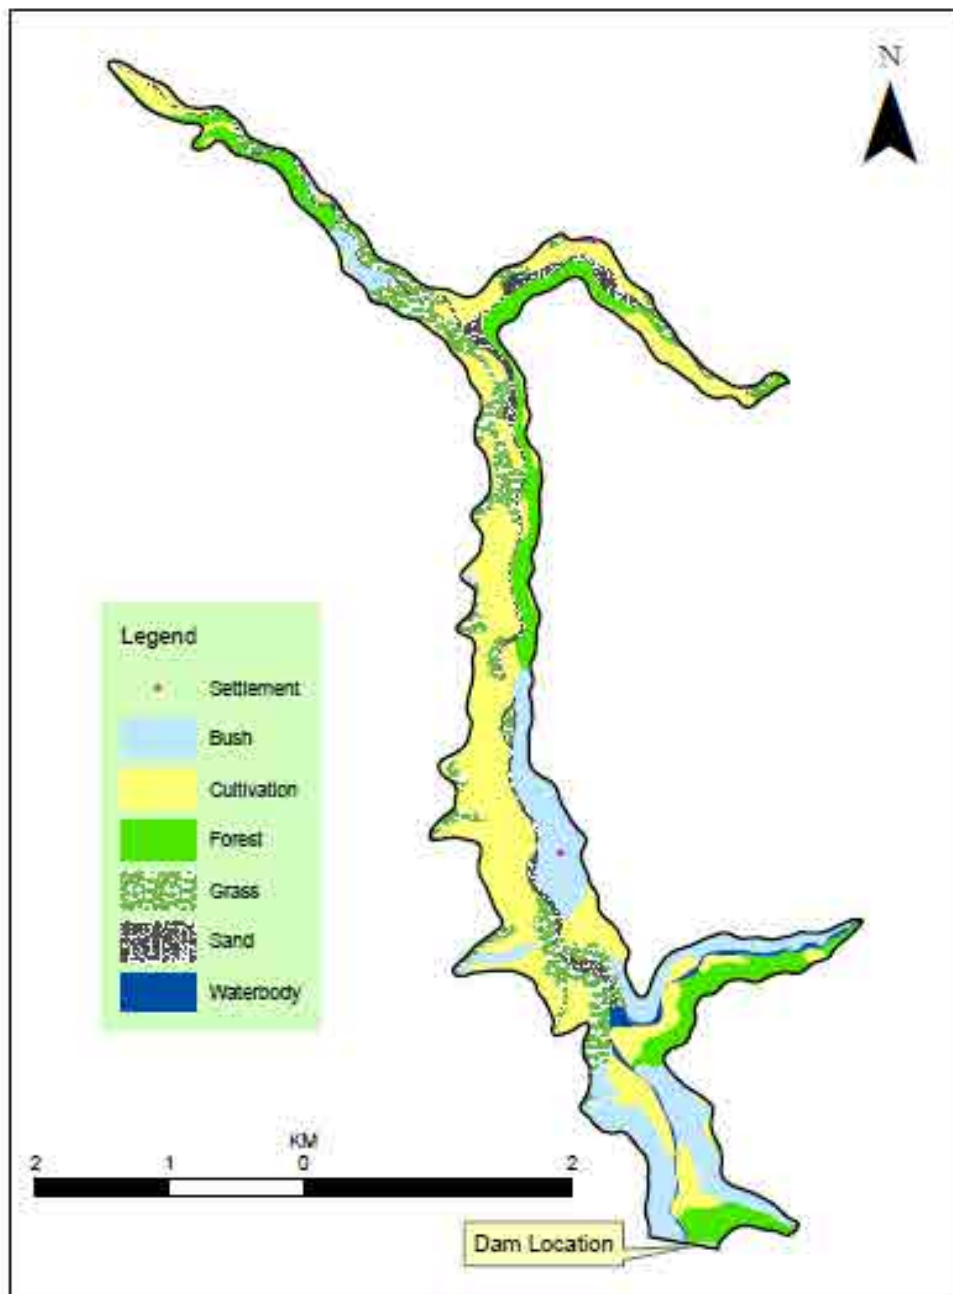 N
Legend
Settlement
Bush
Cultivation
Forest
Grass
Sand
Waterbody
KM
2 1 0 2
Dam Location